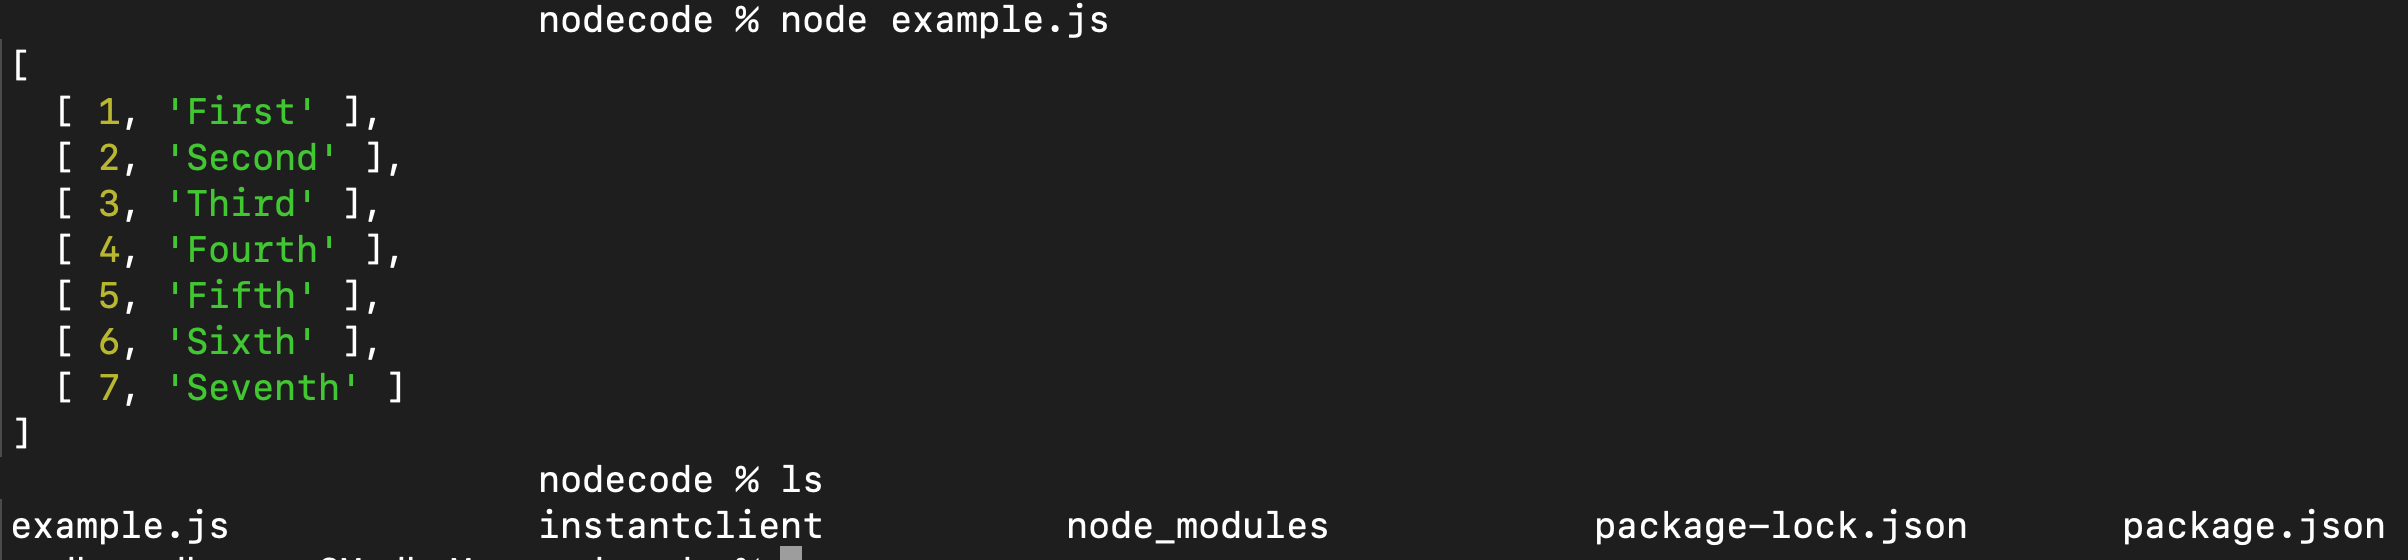 nodecode % node example.js
[
  [ 1, 'First' ],
  [ 2, 'Second' ],
  [ 3, 'Third' ],
  [ 4, 'Fourth' ],
  [ 5, 'Fifth' ],
  [ 6, 'Sixth' ],
  [ 7, 'Seventh' ]
]
nodecode % ls
example.js instantclient node_modules package-lock.json package.json